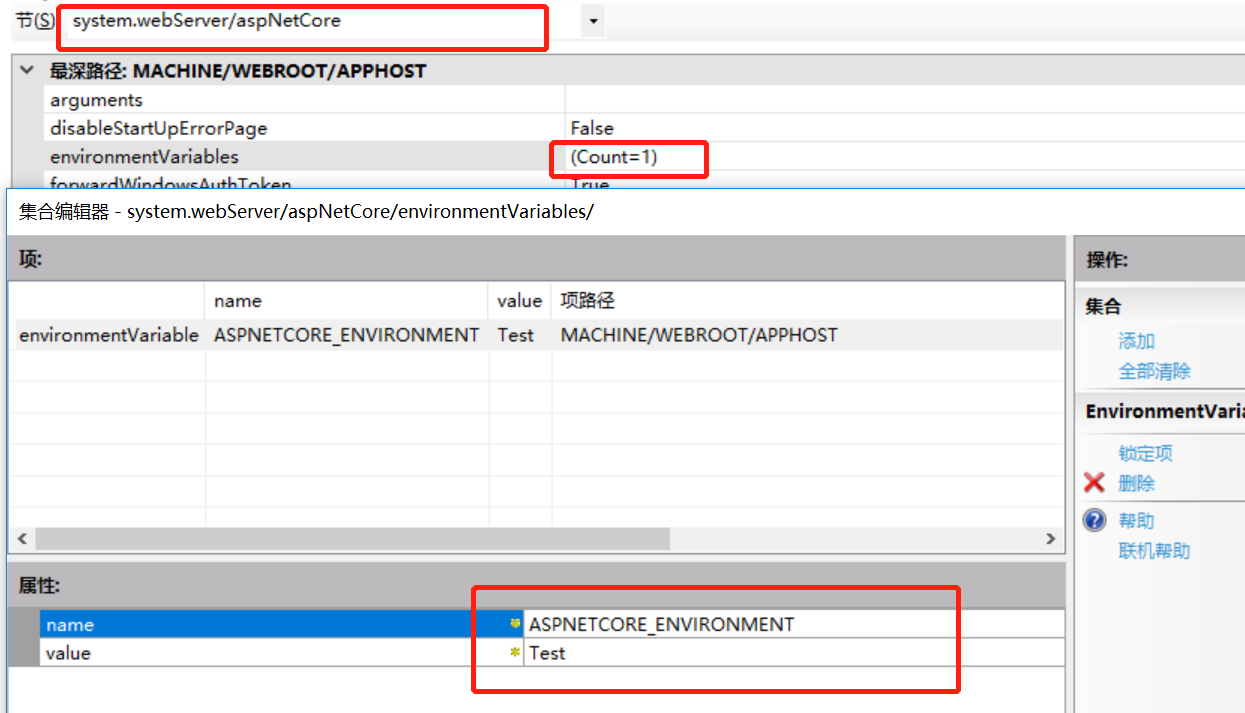 节(S) system.webServer/aspNetCore
最深路径: MACHINE/WEBROOT/APPHOST
arguments
disableStartUpErrorPage False
environmentVariables (Count=1)
forwardWindowsAuthToken True
集合编辑器 - system.webServer/aspNetCore/environmentVariables/
项:
name value 项路径
environmentVariable ASPNETCORE_ENVIRONMENT Test MACHINE/WEBROOT/APPHOST
操作:
集合
添加
全部清除
EnvironmentVaria
锁定项
删除
帮助
联机帮助
属性:
name ASPNETCORE_ENVIRONMENT
value Test